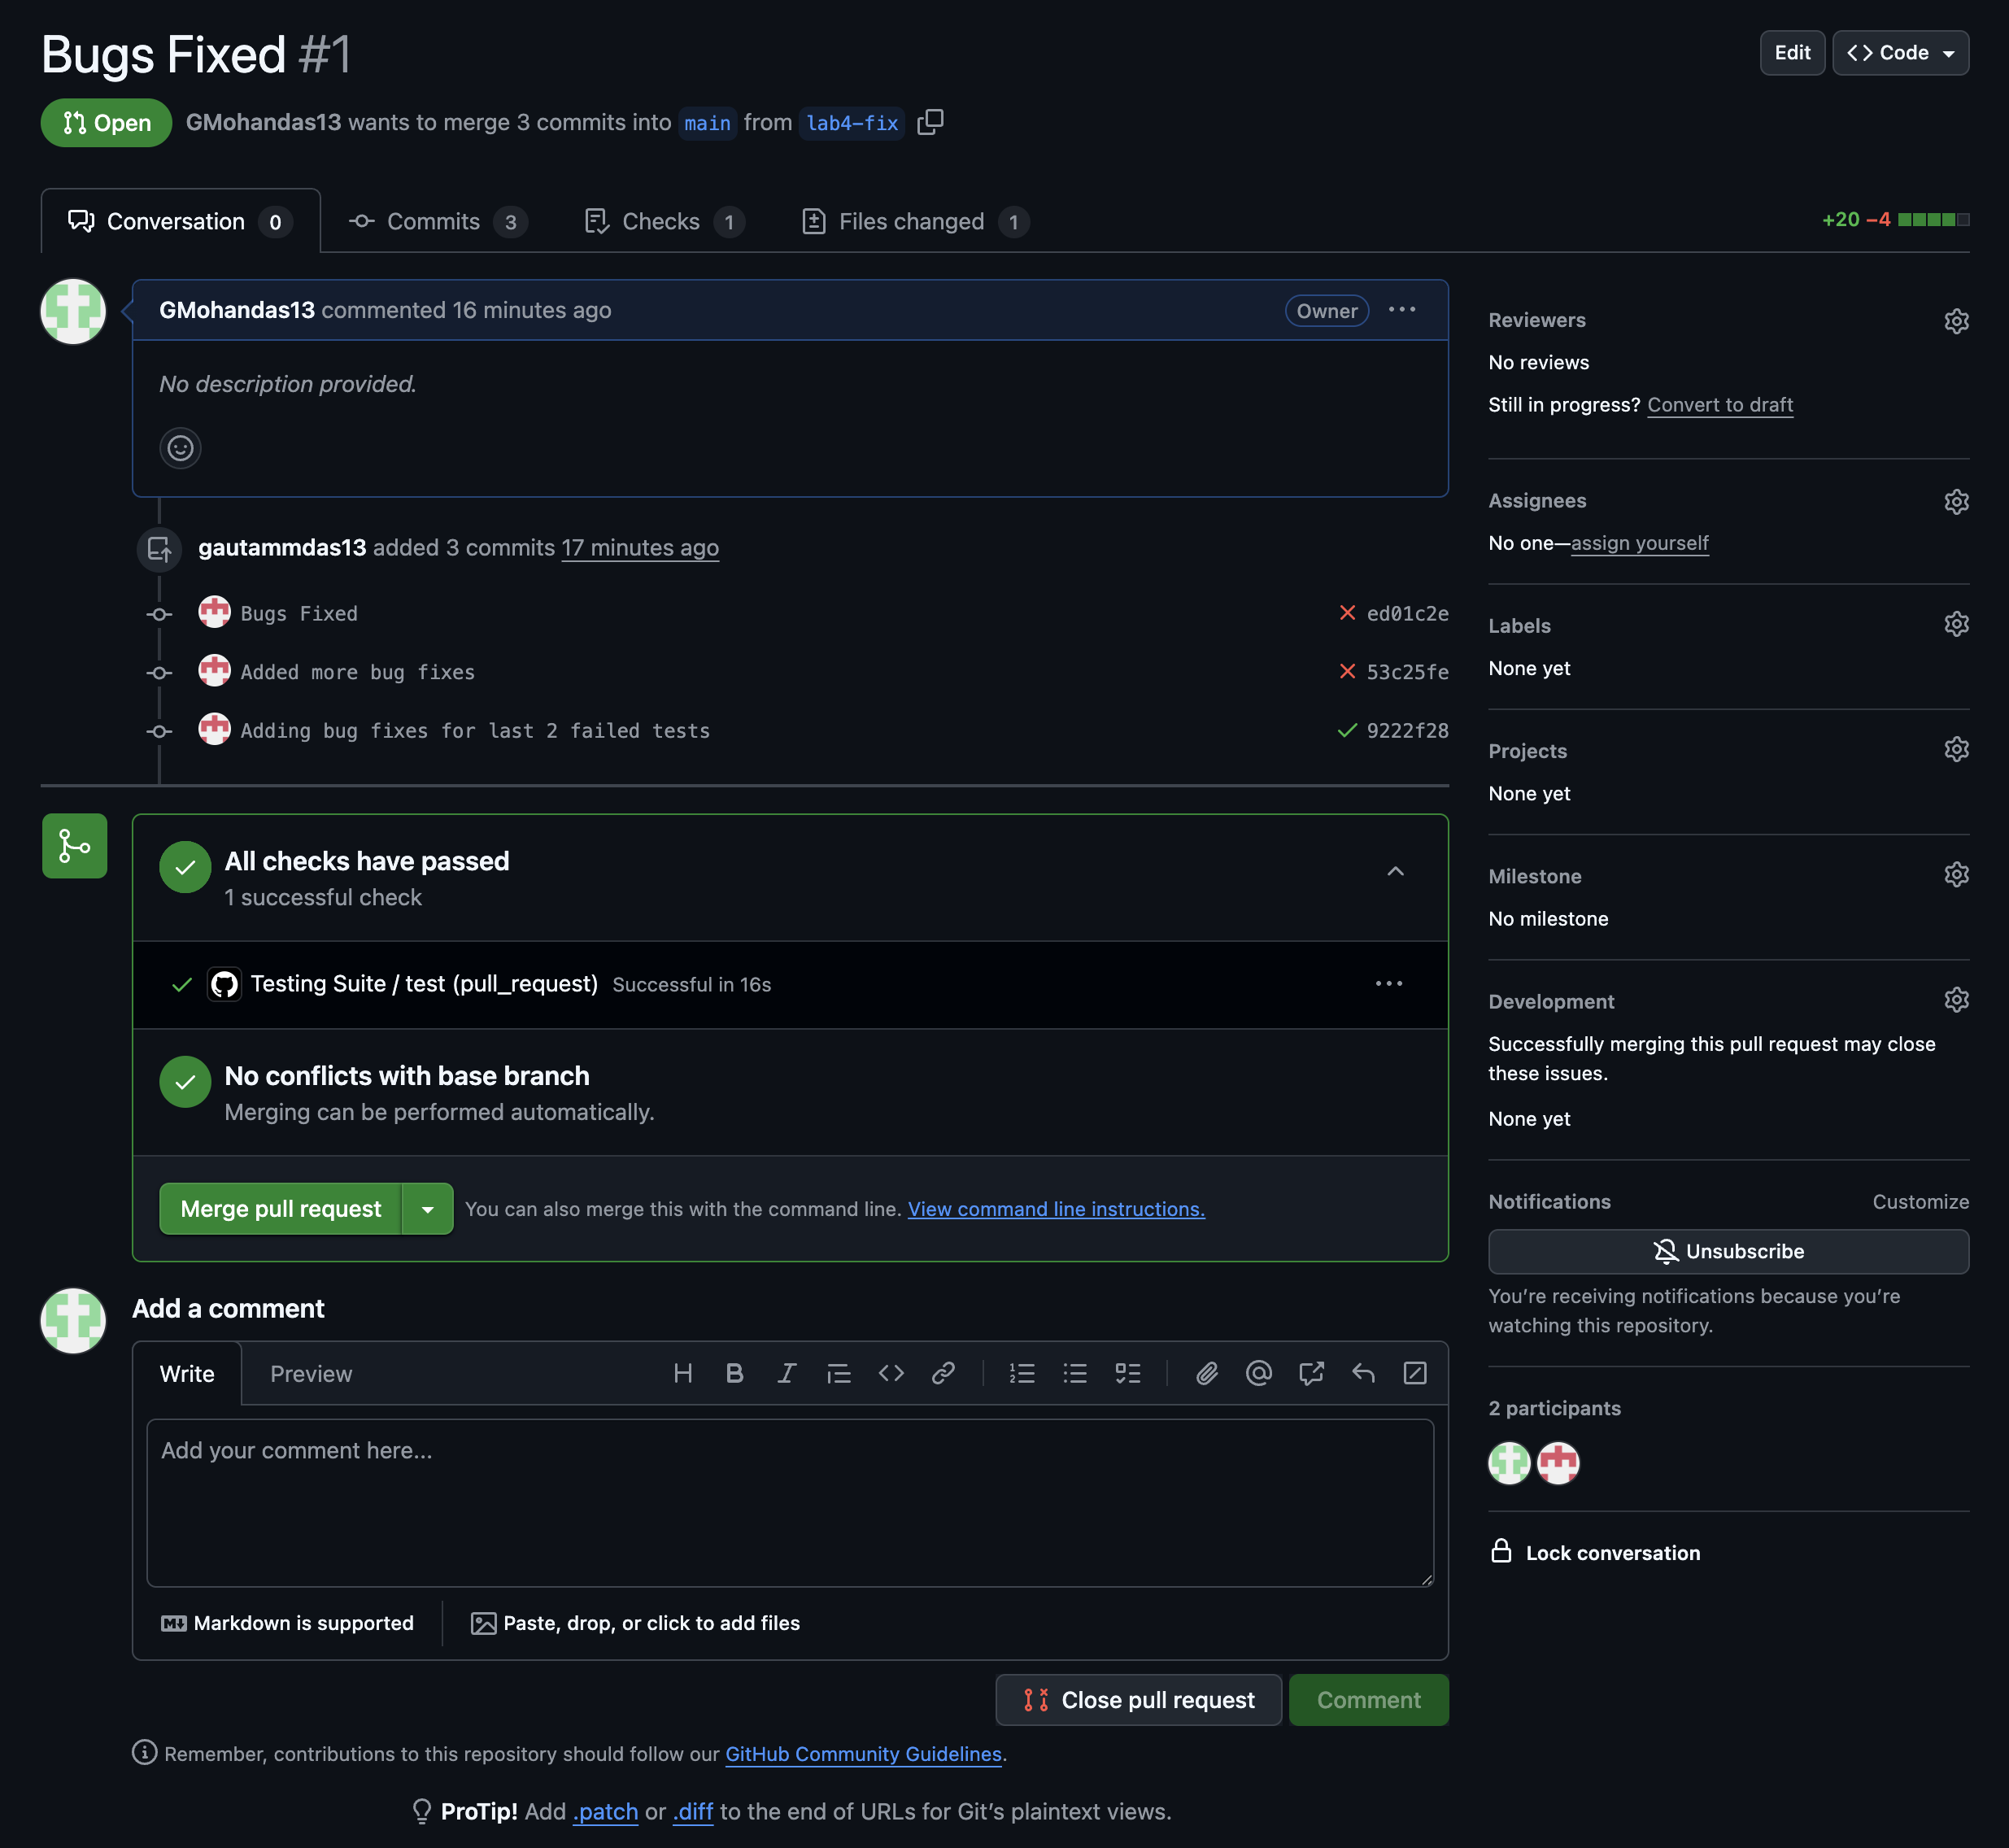 Bugs Fixed #1
Edit
Code
Open
GMohandas13 wants to merge 3 commits into main from lab4-fix
Conversation 0
Commits 3
Checks 1
Files changed 1
+20 −4
GMohandas13 commented 16 minutes ago
Owner
No description provided.
gautammdas13 added 3 commits 17 minutes ago
Bugs Fixed
ed01c2e
Added more bug fixes
53c25fe
Adding bug fixes for last 2 failed tests
9222f28
All checks have passed
1 successful check
Testing Suite / test (pull_request) Successful in 16s
No conflicts with base branch
Merging can be performed automatically.
Merge pull request
You can also merge this with the command line. View command line instructions.
Add a comment
Write
Preview
Add your comment here...
Markdown is supported
Paste, drop, or click to add files
Close pull request
Comment
Remember, contributions to this repository should follow our GitHub Community Guidelines.
ProTip! Add .patch or .diff to the end of URLs for Git’s plaintext views.
Reviewers
No reviews
Still in progress? Convert to draft
Assignees
No one—assign yourself
Labels
None yet
Projects
None yet
Milestone
No milestone
Development
Successfully merging this pull request may close
these issues.
None yet
Notifications
Customize
Unsubscribe
You’re receiving notifications because you’re
watching this repository.
2 participants
Lock conversation